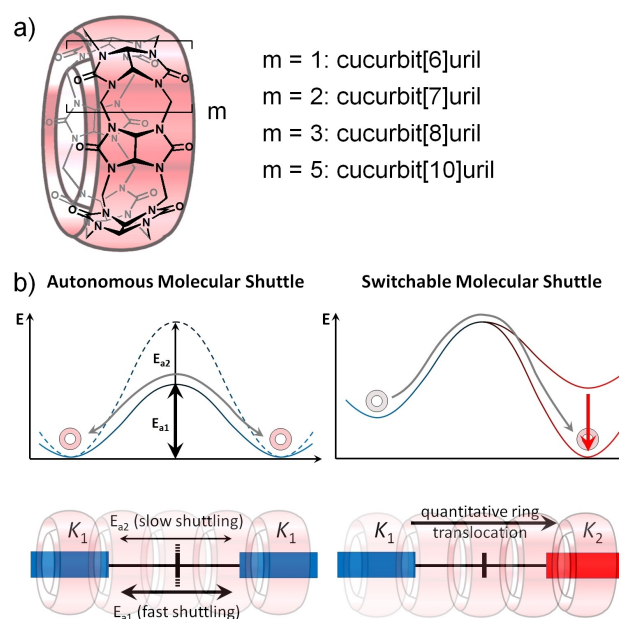 a)
m
m = 1: cucurbit[6]uril
m = 2: cucurbit[7]uril
m = 3: cucurbit[8]uril
m = 5: cucurbit[10]uril
b)
Autonomous Molecular Shuttle
E
Ea2
Ea1
K1
Ea2 (slow shuttling)
K1
Ea1 (fast shuttling)
Switchable Molecular Shuttle
E
K1
quantitative ring
translocation
K2